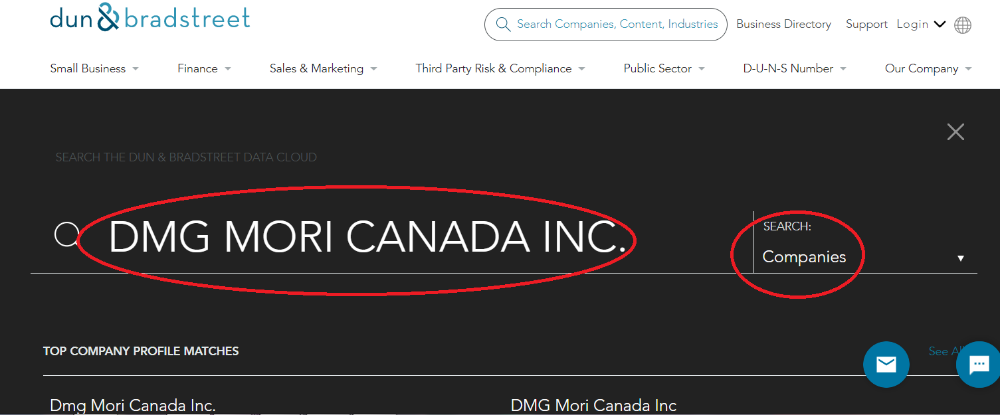 dun & bradstreet
Search Companies, Content, Industries
Business Directory
Support
Login
Small Business
Finance
Sales & Marketing
Third Party Risk & Compliance
Public Sector
D-U-N-S Number
Our Company
SEARCH THE DUN & BRADSTREET DATA CLOUD
DMG MORI CANADA INC.
SEARCH:
Companies
TOP COMPANY PROFILE MATCHES
See All
Dmg Mori Canada Inc.
DMG Mori Canada Inc